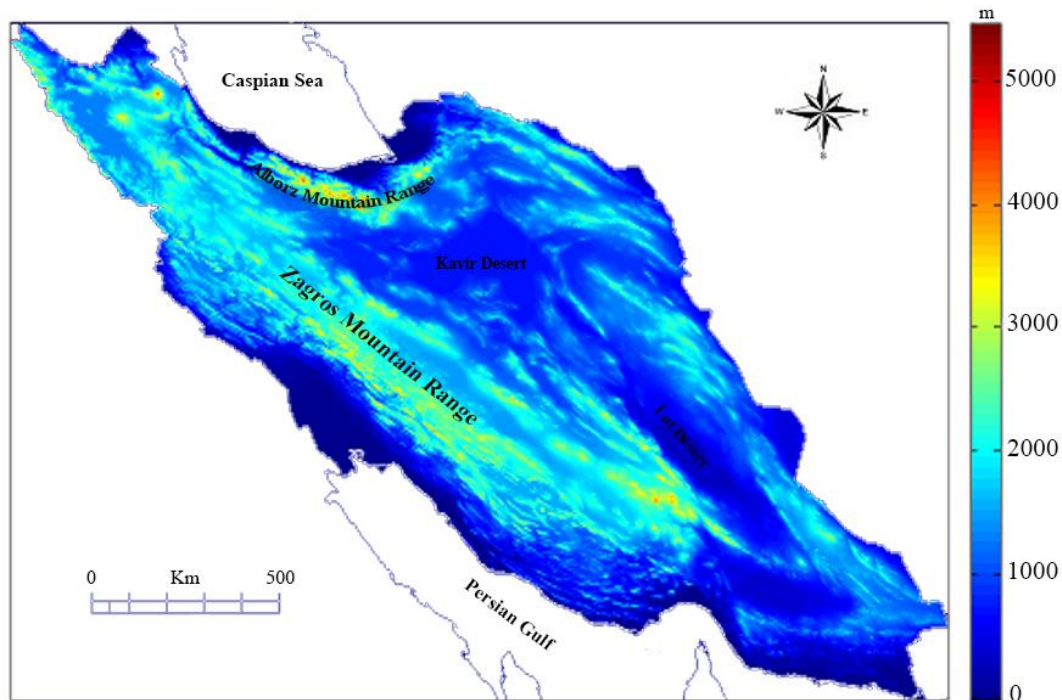 m
Caspian Sea
5000
N
W E
S
4000
Alborz Mountain Range
Kavir Desert
3000
Zagros Mountain Range
2000
Lut Desert
1000
0 Km 500
Persian Gulf
0